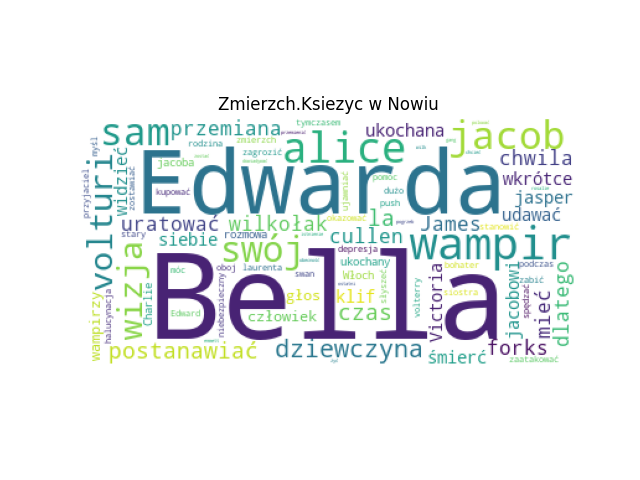 Zmierzch.Ksiezyc w Nowiu
sam
przemiana
tymczasem
ukochana
jacob
alice
zmierzch
rodzina
zagrozić
jacoba
myśl
Widzieć
przyjaciel
zostawiać
kupować
volturi
Edwarda
pomóc
dużo
push
ujawniać
chwila
wkrótce
jasper
udawać
uratować
wilkołak
la
okazować
James
stanowić
stary
siebie
rozmowa
swój
cullen
depresja
wampir
wizja
móc
oboj
laurenta
ukochany
swan
Włoch
słyszeć
bohater
podczas
zabić
Bella
Charlie
halucynacja
wampirzy
niebezpieczny
głos
klif
volterry
Victoria
siostra
spędzać
jacobowi
mieć
dlatego
Edward
człowiek
czas
postanawiać
dziewczyna
śmierć
forks
zaatakować